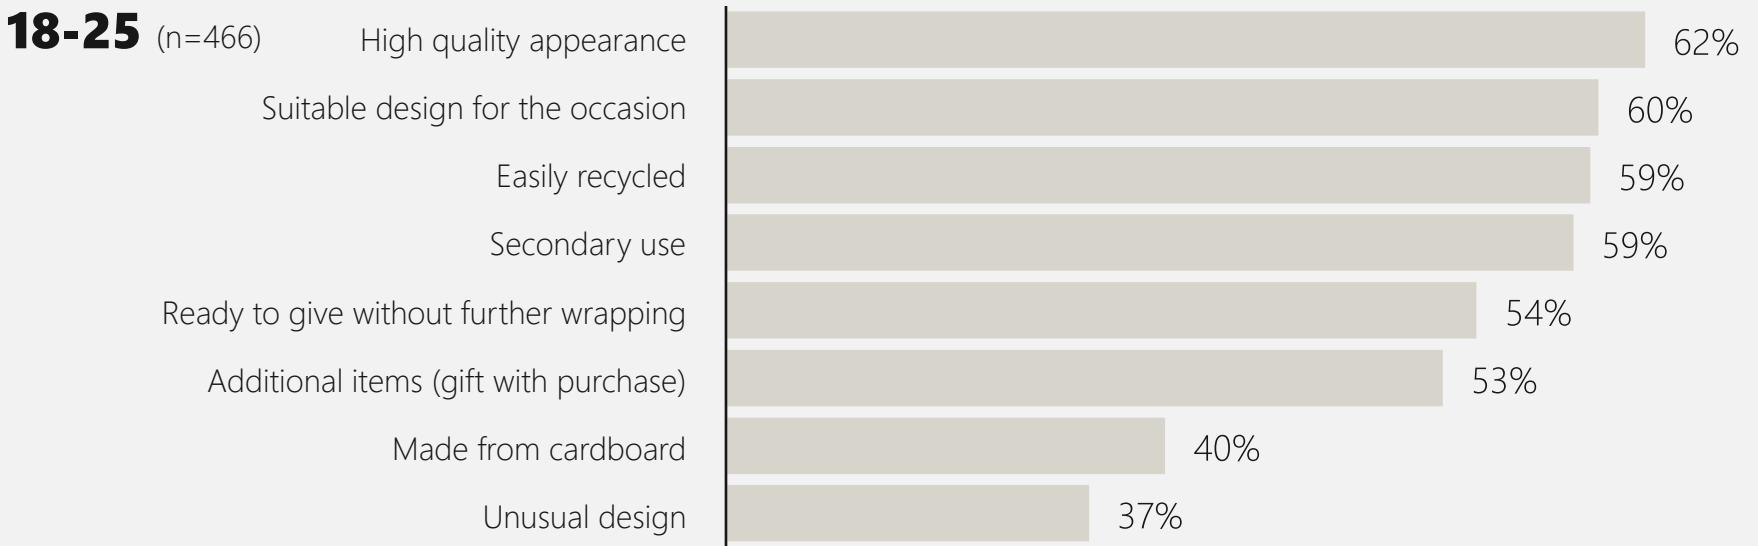 18-25 (n=466)
High quality appearance 62%
Suitable design for the occasion 60%
Easily recycled 59%
Secondary use 59%
Ready to give without further wrapping 54%
Additional items (gift with purchase) 53%
Made from cardboard 40%
Unusual design 37%